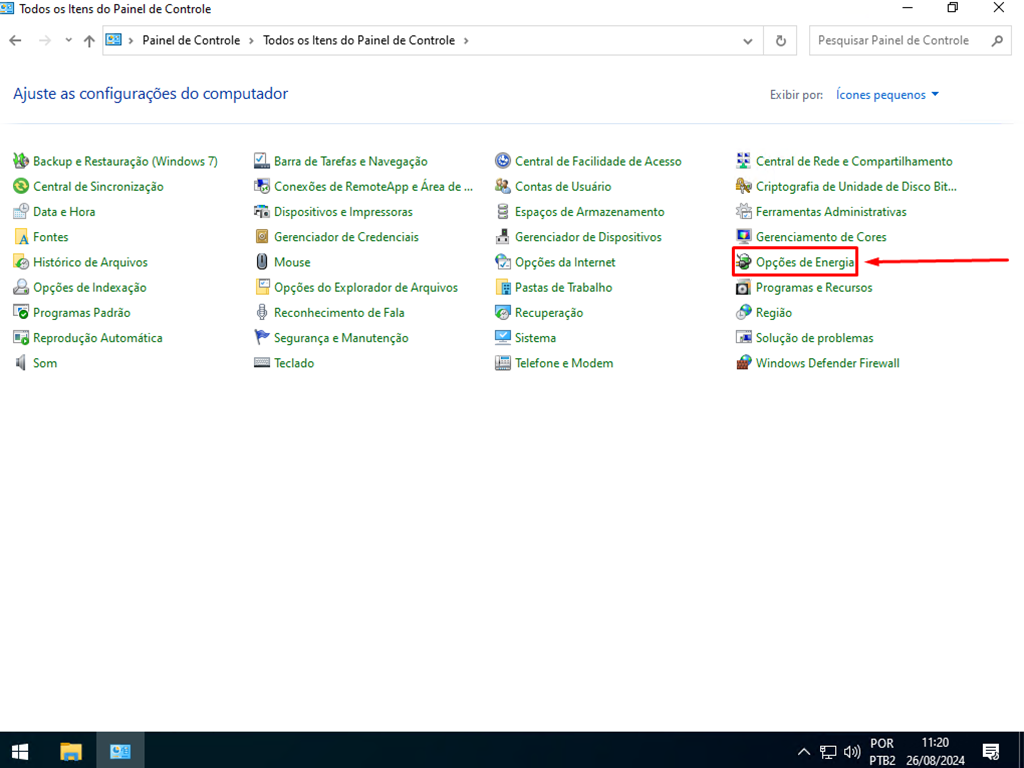 Todos os Itens do Painel de Controle
Painel de Controle > Todos os Itens do Painel de Controle >
Pesquisar Painel de Controle
Ajuste as configurações do computador
Exibir por: Ícones pequenos
Backup e Restauração (Windows 7)
Barra de Tarefas e Navegação
Central de Facilidade de Acesso
Central de Rede e Compartilhamento
Central de Sincronização
Conexões de RemoteApp e Área de ...
Contas de Usuário
Criptografia de Unidade de Disco Bit...
Data e Hora
Dispositivos e Impressoras
Espaços de Armazenamento
Ferramentas Administrativas
Fontes
Gerenciador de Credenciais
Gerenciador de Dispositivos
Gerenciamento de Cores
Histórico de Arquivos
Mouse
Opções da Internet
Opções de Energia
Opções de Indexação
Opções do Explorador de Arquivos
Pastas de Trabalho
Programas e Recursos
Programas Padrão
Reconhecimento de Fala
Recuperação
Região
Reprodução Automática
Segurança e Manutenção
Sistema
Solução de problemas
Som
Teclado
Telefone e Modem
Windows Defender Firewall
POR
PTB2
11:20
26/08/2024